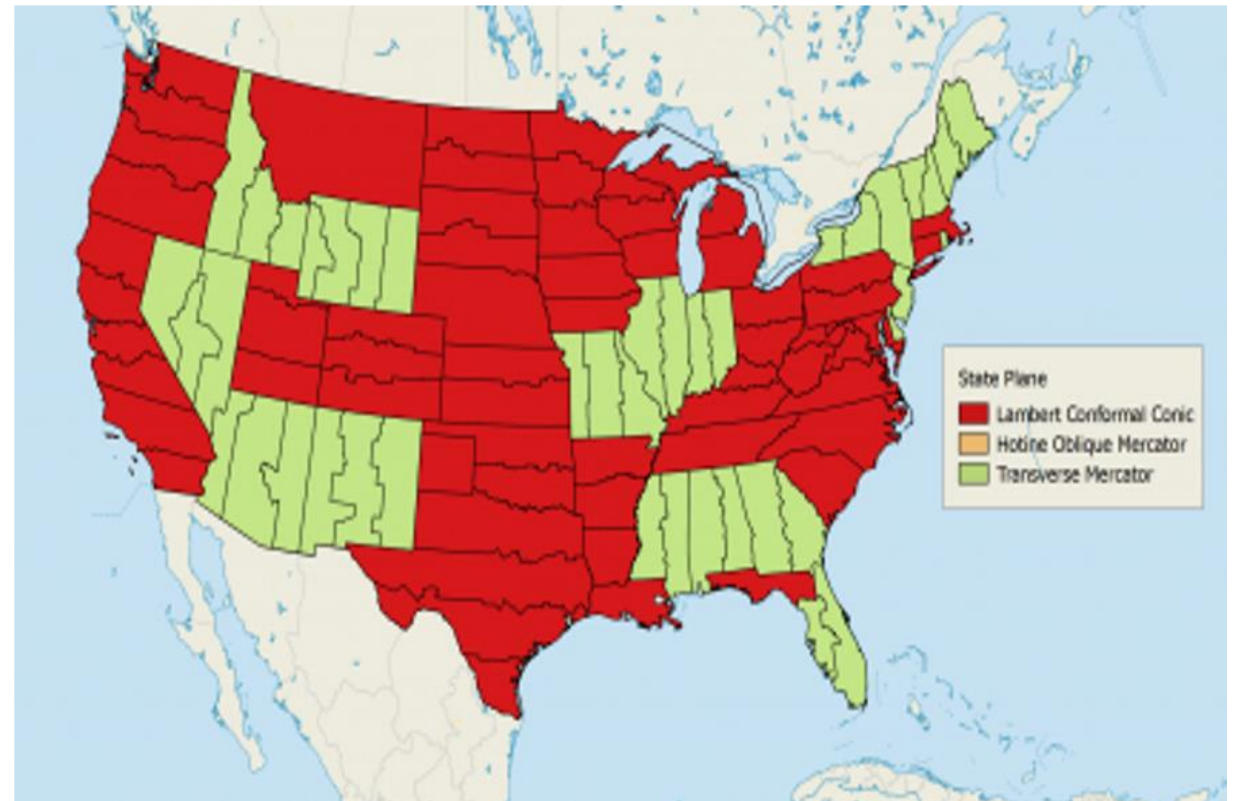 State Plane
Lambert Conformal Conic
Hotine Oblique Mercator
Transverse Mercator